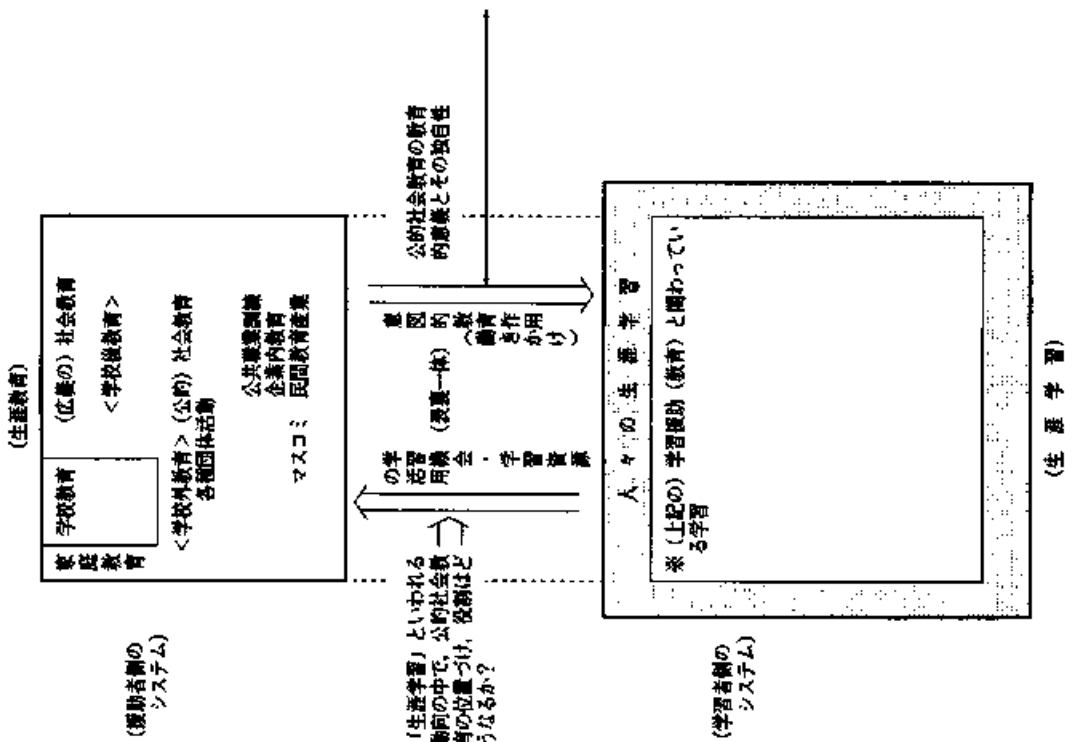 (生涯教育)
(援助者側の
システム)
家庭教育
学校教育
(広義の) 社会教育
<学校後教育>
<学校外教育> (公的) 社会教育
各種団体活動
公共職業訓練
企業内教育
マスコミ 民間教育産業
「生涯学習」といわれる
動向の中で、公的社会教
育の位置づけ、役割はど
うなるか?
学習機会・学習資源
の活用
(表裏一体)
意図的教育作用
(働きかけ)
公的社会教育の教育
的意義とその独自性
(学習者側の
システム)
人々の生涯学習
※ (上記の) 学習援助 (教育) と関わってい
る学習
(生涯学習)